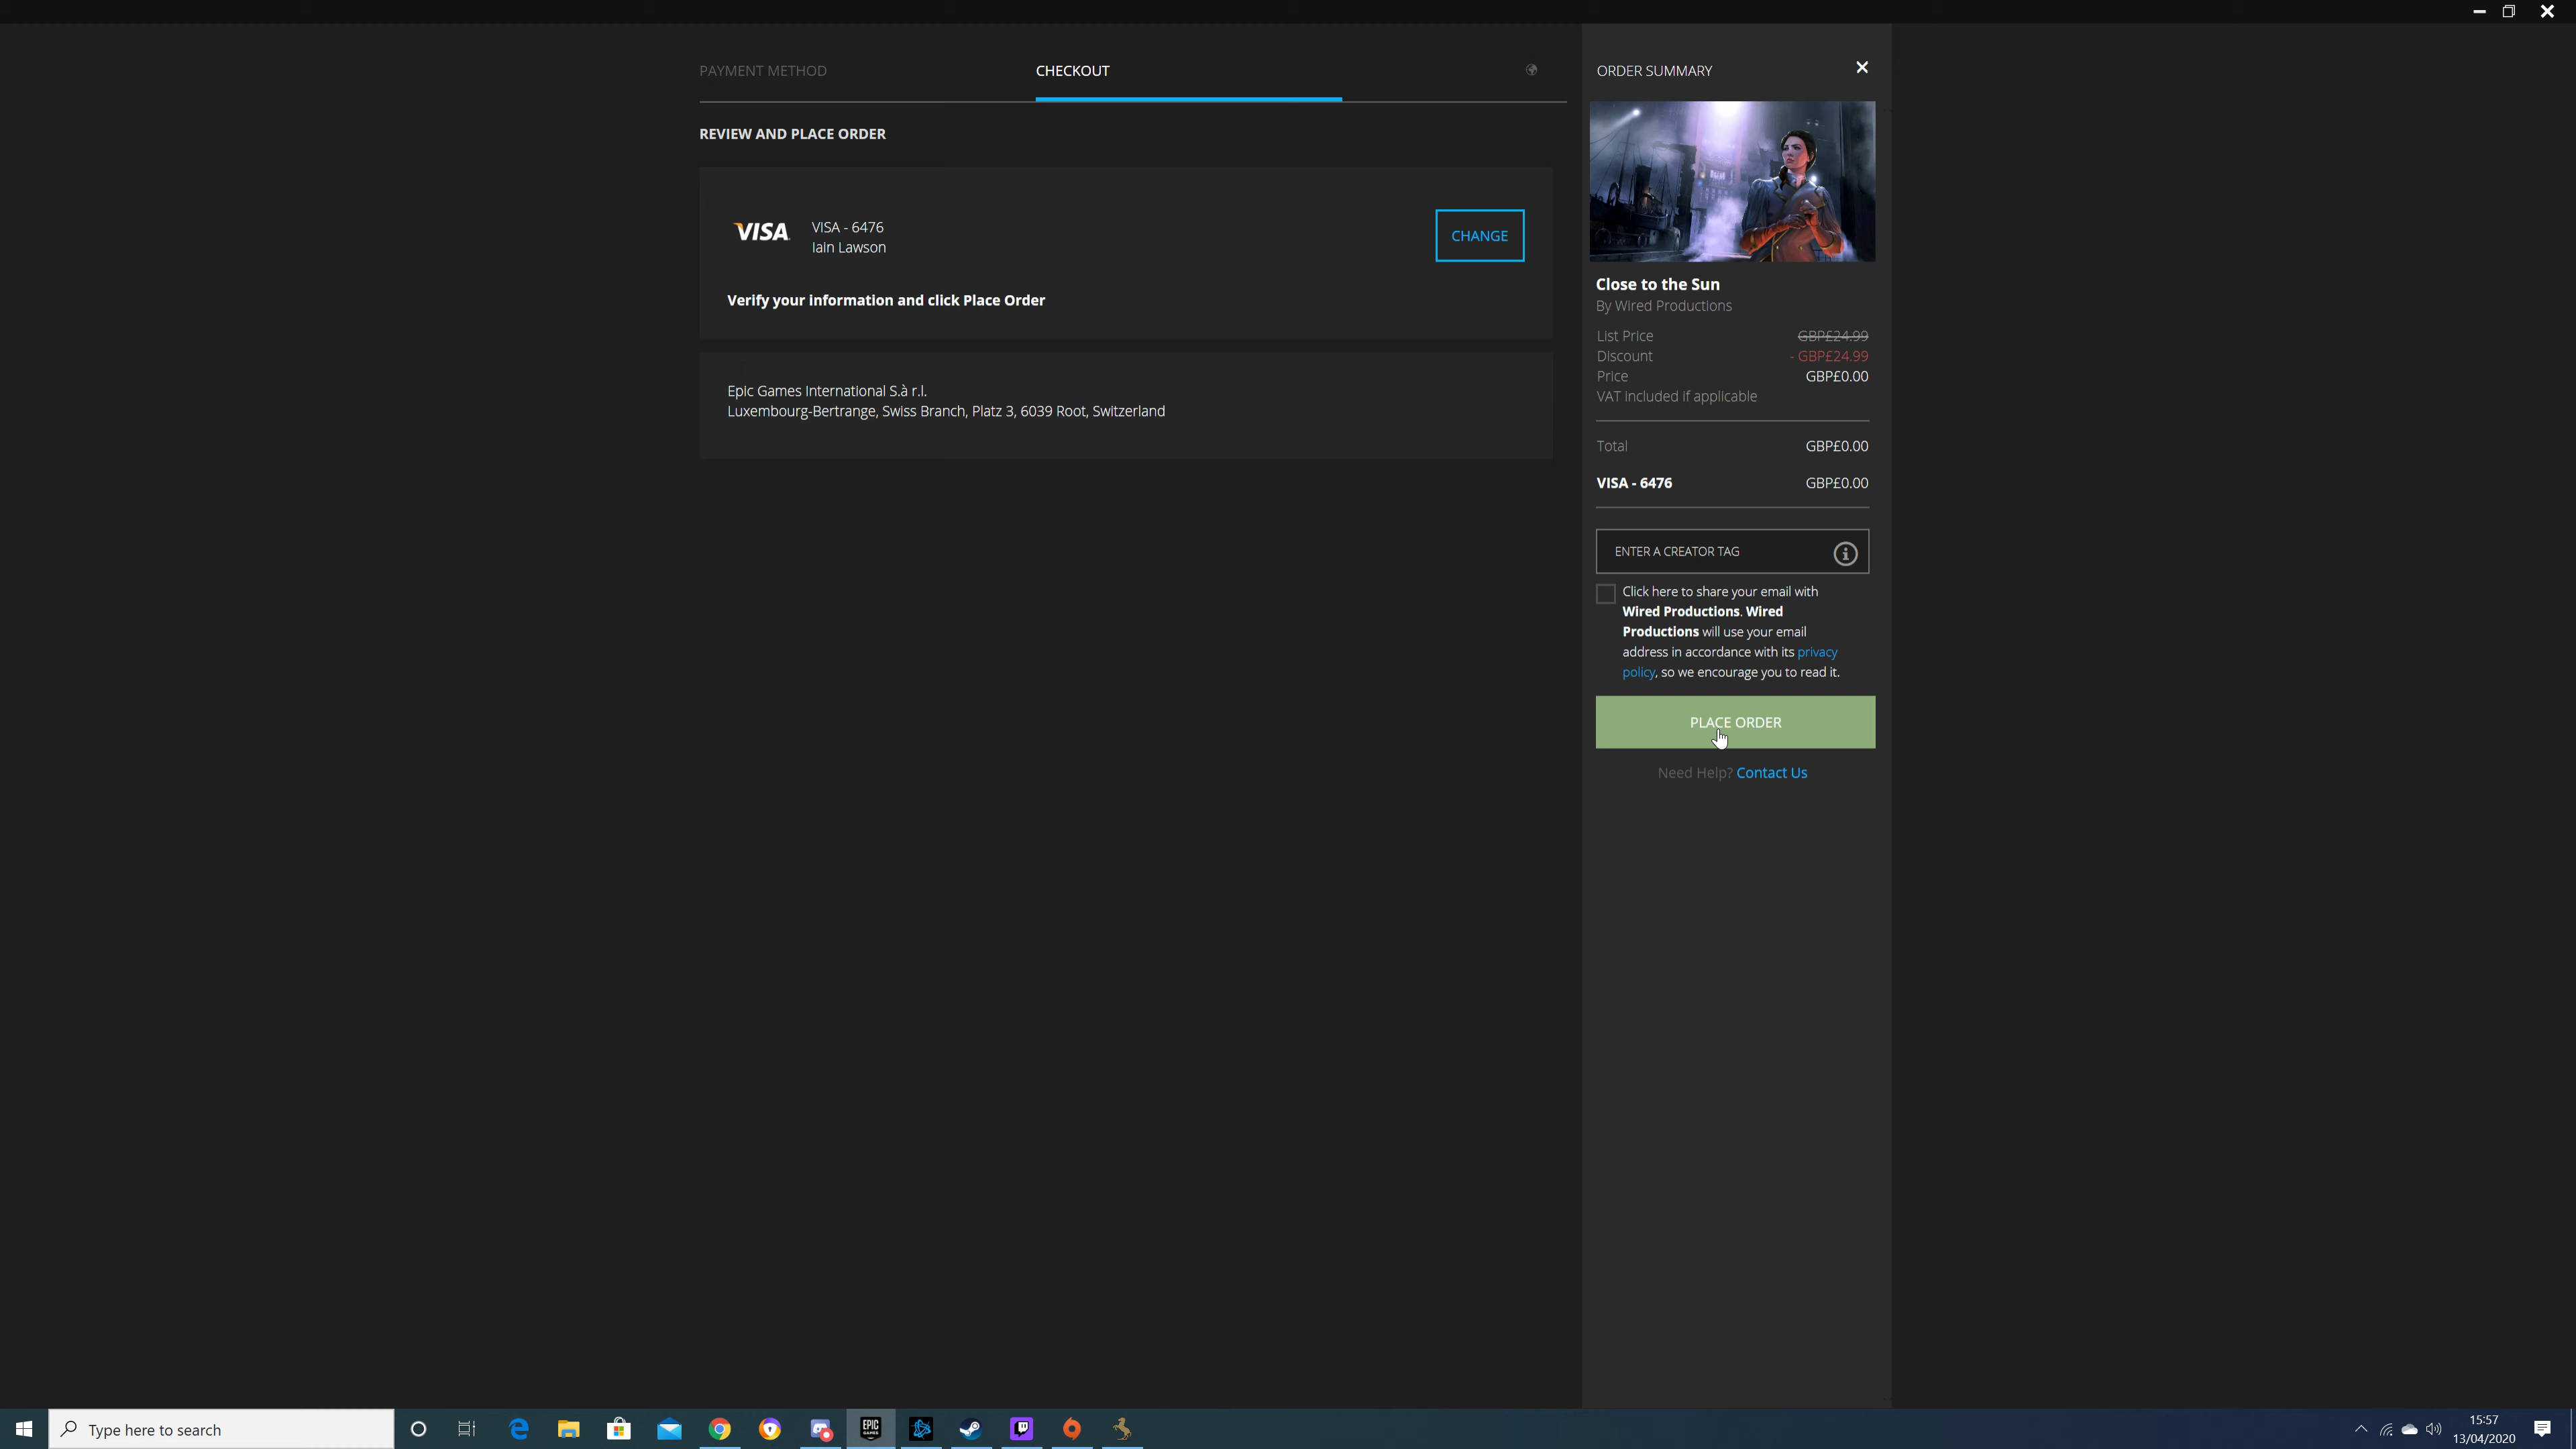 PAYMENT METHOD
CHECKOUT
REVIEW AND PLACE ORDER
VISA
VISA - 6476
Iain Lawson
CHANGE
Verify your information and click Place Order
Epic Games International S.à r.l.
Luxembourg-Bertrange, Swiss Branch, Platz 3, 6039 Root, Switzerland
ORDER SUMMARY
Close to the Sun
By Wired Productions
List Price GBP£24.99
Discount - GBP£24.99
Price GBP£0.00
VAT included if applicable
Total GBP£0.00
VISA - 6476 GBP£0.00
ENTER A CREATOR TAG
Click here to share your email with
Wired Productions. Wired
Productions will use your email
address in accordance with its privacy
policy, so we encourage you to read it.
PLACE ORDER
Need Help? Contact Us
Type here to search
EPIC
GAMES
15:57
13/04/2020